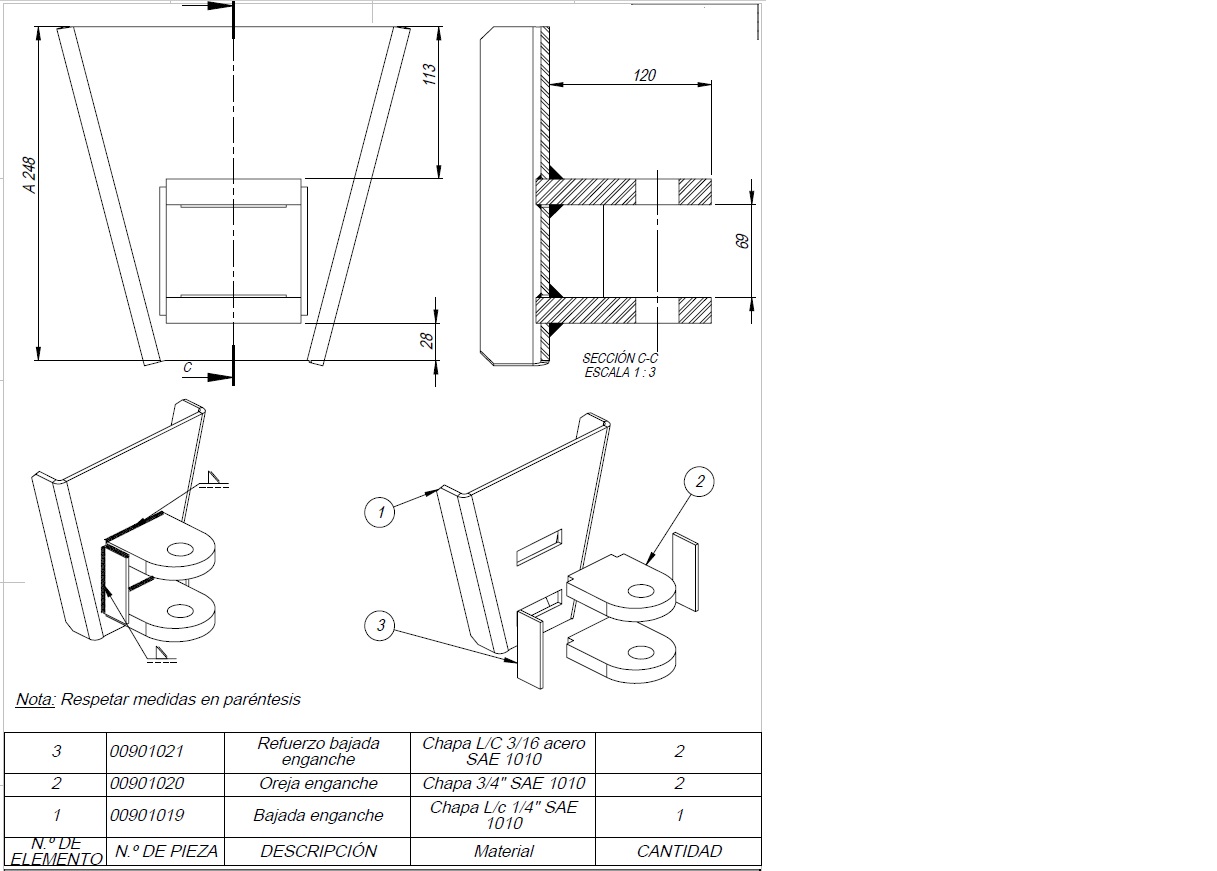 120
113
A 248
69
28
C
SECCIÓN C-C
ESCALA 1 : 3
1
2
3
Nota: Respetar medidas en paréntesis
3 00901021 Refuerzo bajada enganche Chapa L/C 3/16 acero SAE 1010 2
2 00901020 Oreja enganche Chapa 3/4" SAE 1010 2
1 00901019 Bajada enganche Chapa L/c 1/4" SAE 1010 1
N.º DE ELEMENTO N.º DE PIEZA DESCRIPCIÓN Material CANTIDAD